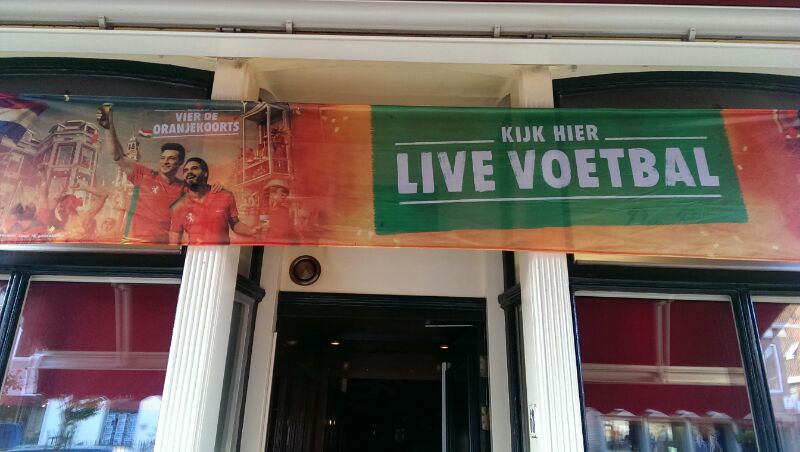 VIER DE
ORANJEKOORTS
KIJK HIER
LIVE VOETBAL